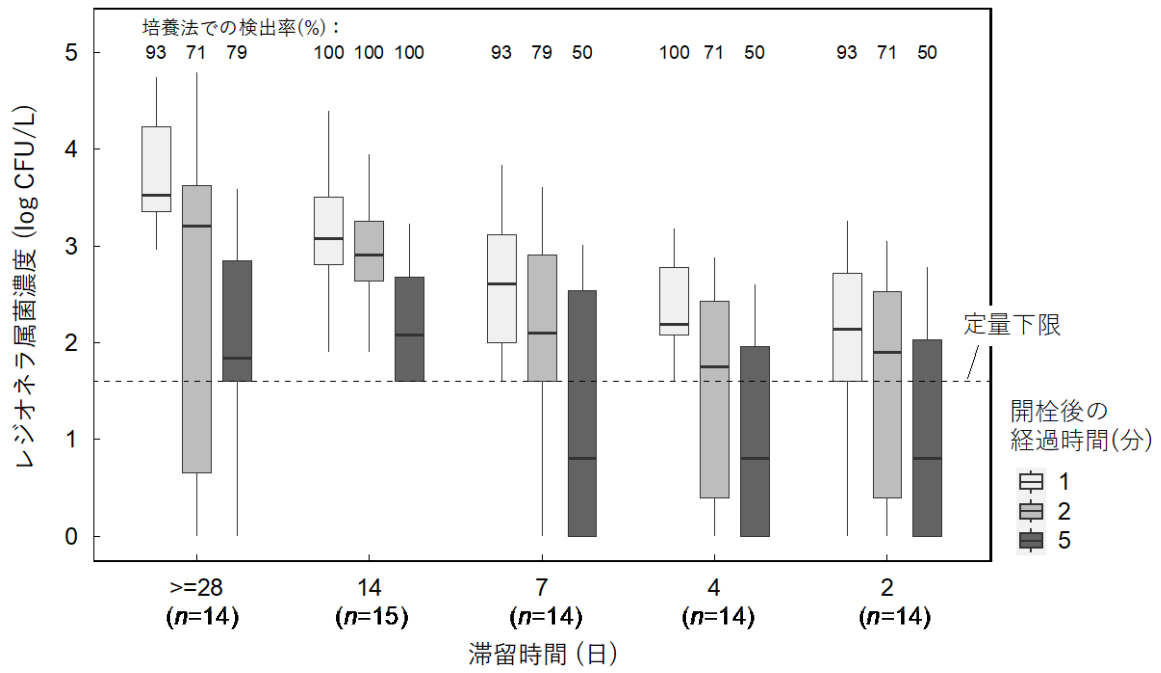 培養法での検出率(%)：
93 71 79 100 100 100 93 79 50 100 71 50 93 71 50
5
4
3
2
1
0
レジオネラ属菌濃度 (log CFU/L)
定量下限
開栓後の
経過時間(分)
1
2
5
>=28 14 7 4 2
(n=14) (n=15) (n=14) (n=14) (n=14)
滞留時間 (日)